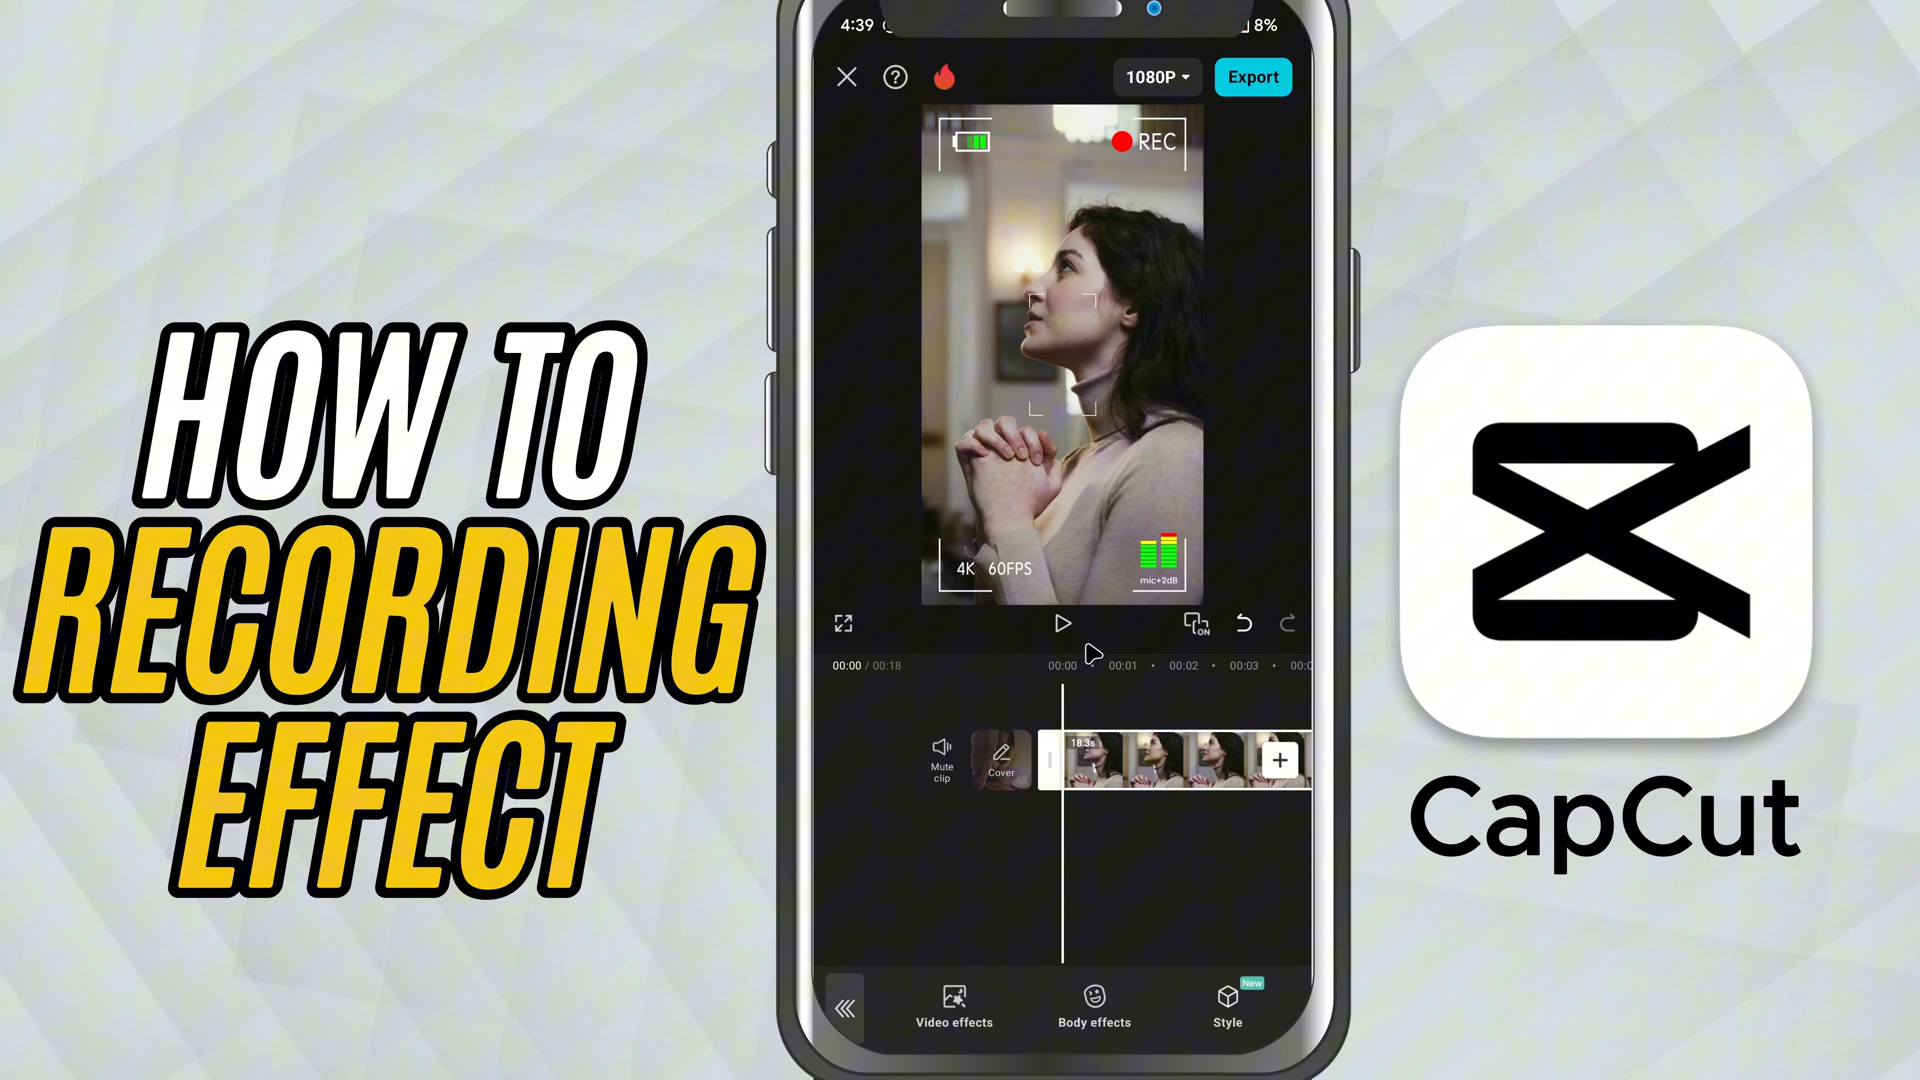 HOW TO
RECORDING
EFFECT
4:39
8%
1080P
Export
REC
4K 60FPS
mic+2dB
ON
00:00 / 00:18
00:00 00:01 00:02 00:03
18.3s
Mute
clip
Cover
New
Video effects
Body effects
Style
CapCut